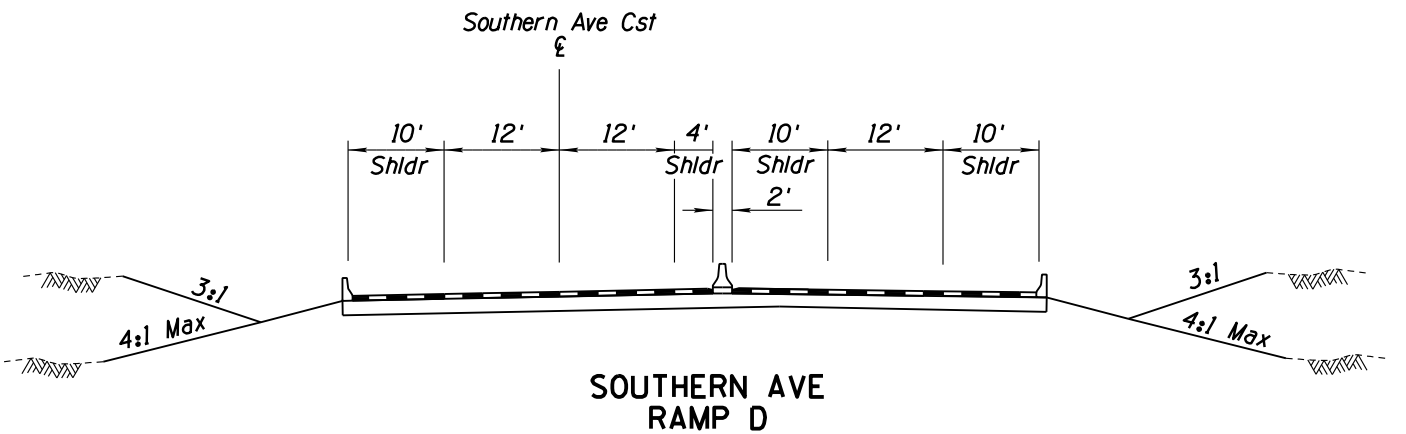 Southern Ave Cst
℄
10' 12' 12' 4' 10' 12' 10'
Shldr Shldr Shldr Shldr
2'
3:1 3:1
4:1 Max 4:1 Max
SOUTHERN AVE
RAMP D